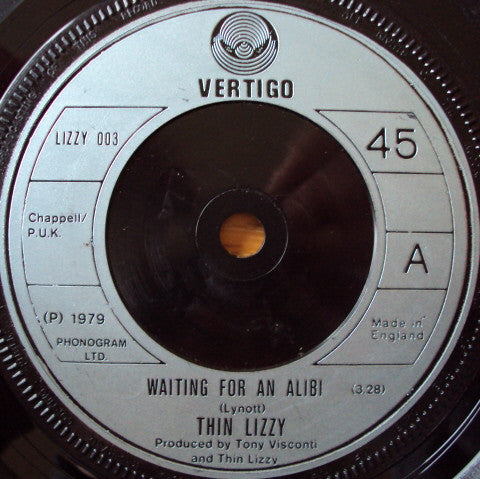 VERTIGO
LIZZY 003
45
Chappell/
P.U.K.
A
(P) 1979
PHONOGRAM
LTD.
Made in
England
WAITING FOR AN ALIBI (3.28)
(Lynott)
THIN LIZZY
Produced by Tony Visconti
and Thin Lizzy